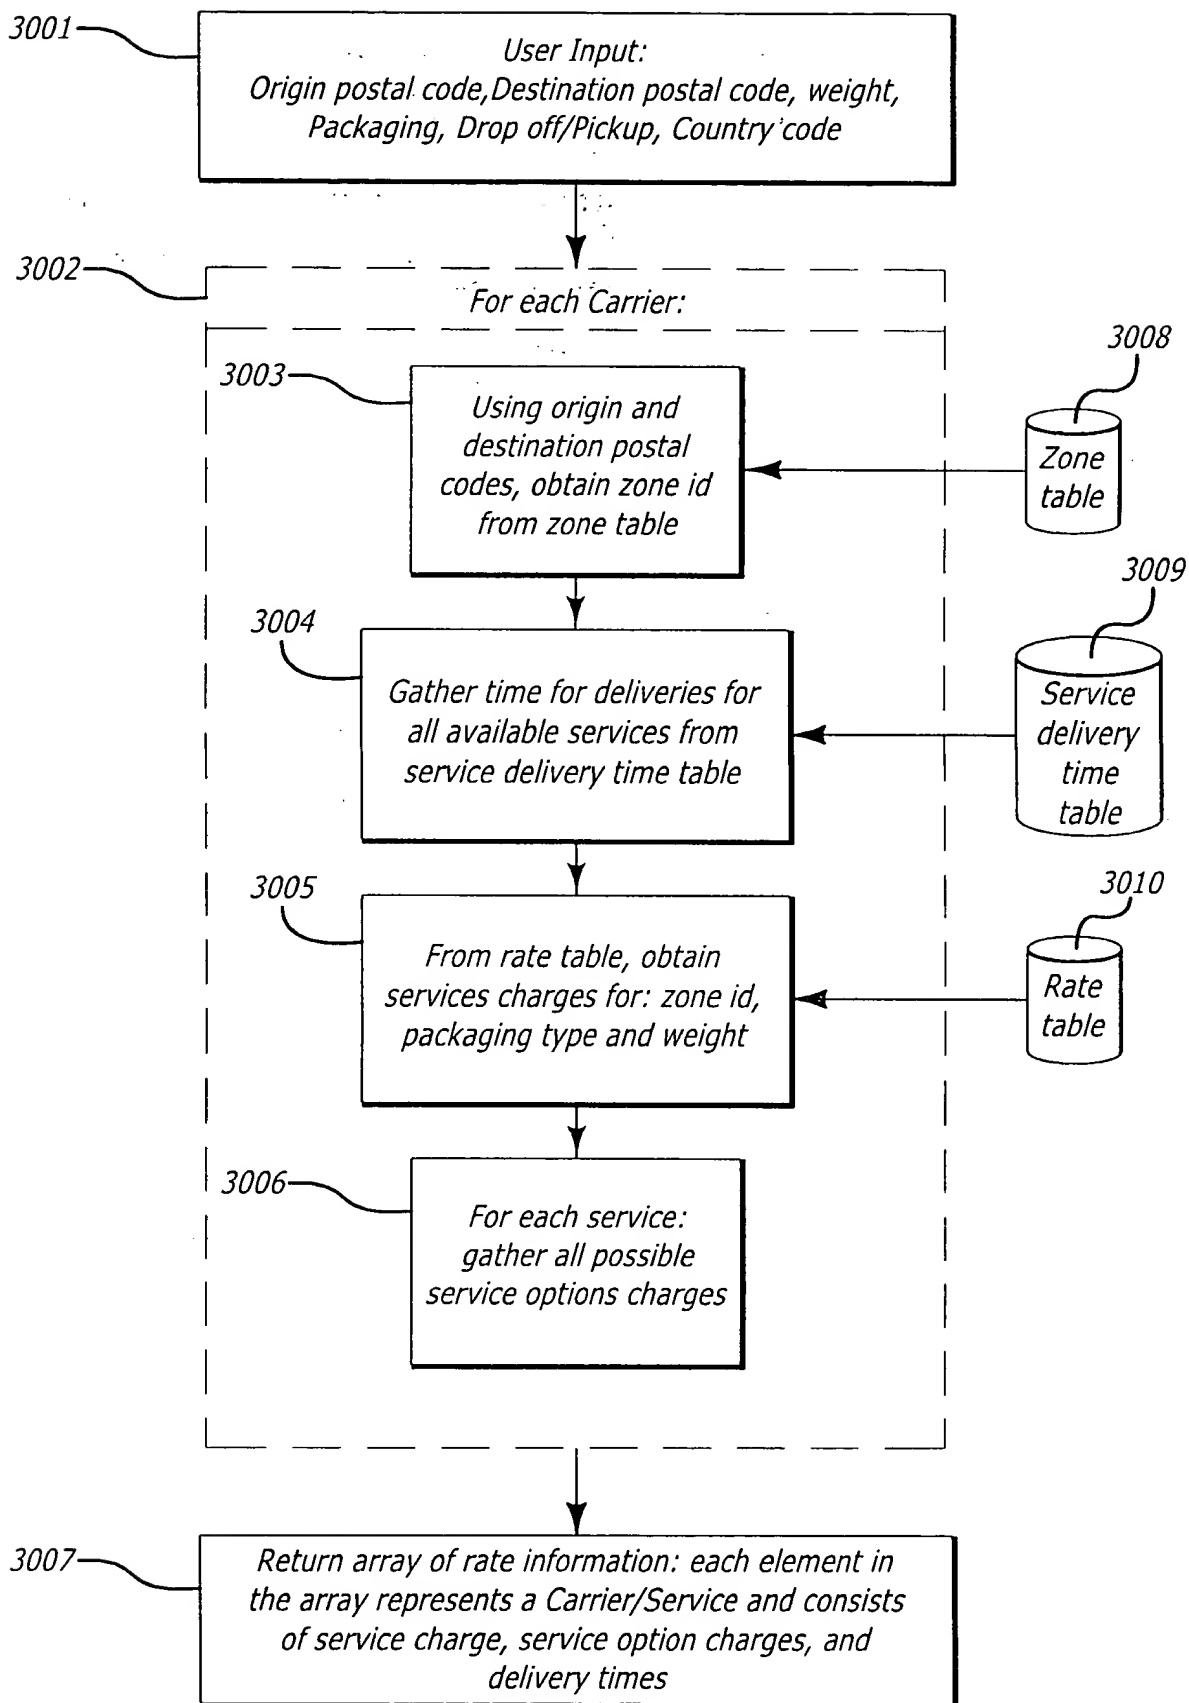 3001
User Input:
Origin postal code,Destination postal code, weight,
Packaging, Drop off/Pickup, Country code
3002
For each Carrier:
3003
Using origin and
destination postal
codes, obtain zone id
from zone table
3008
Zone
table
3004
Gather time for deliveries for
all available services from
service delivery time table
3009
Service
delivery
time
table
3005
From rate table, obtain
services charges for: zone id,
packaging type and weight
3010
Rate
table
3006
For each service:
gather all possible
service options charges
3007
Return array of rate information: each element in
the array represents a Carrier/Service and consists
of service charge, service option charges, and
delivery times